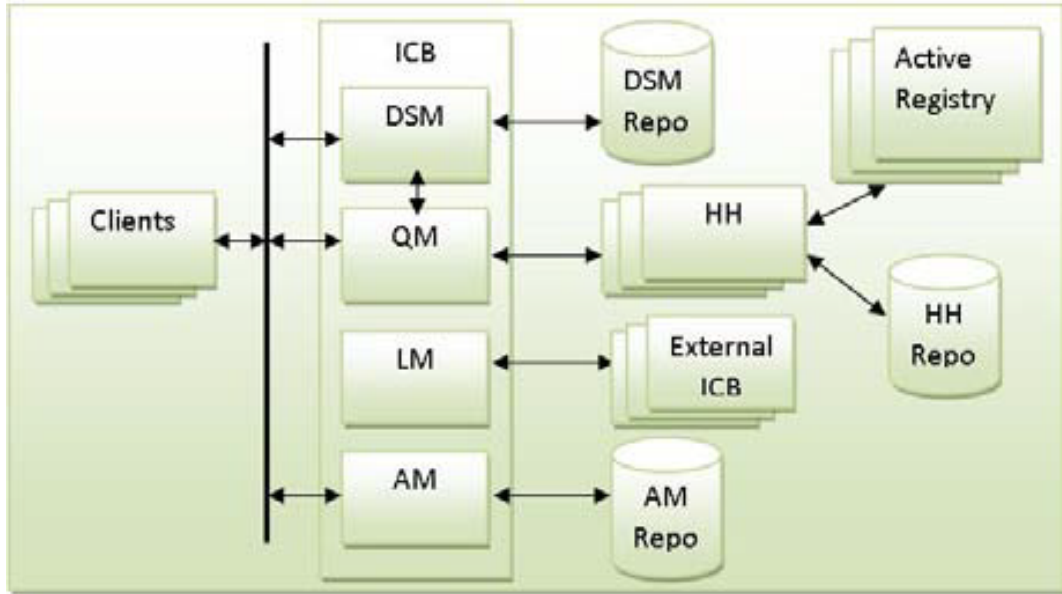 ICB
DSM
DSM
Repo
Active
Registry
Clients
QM
HH
HH
Repo
LM
External
ICB
AM
AM
Repo